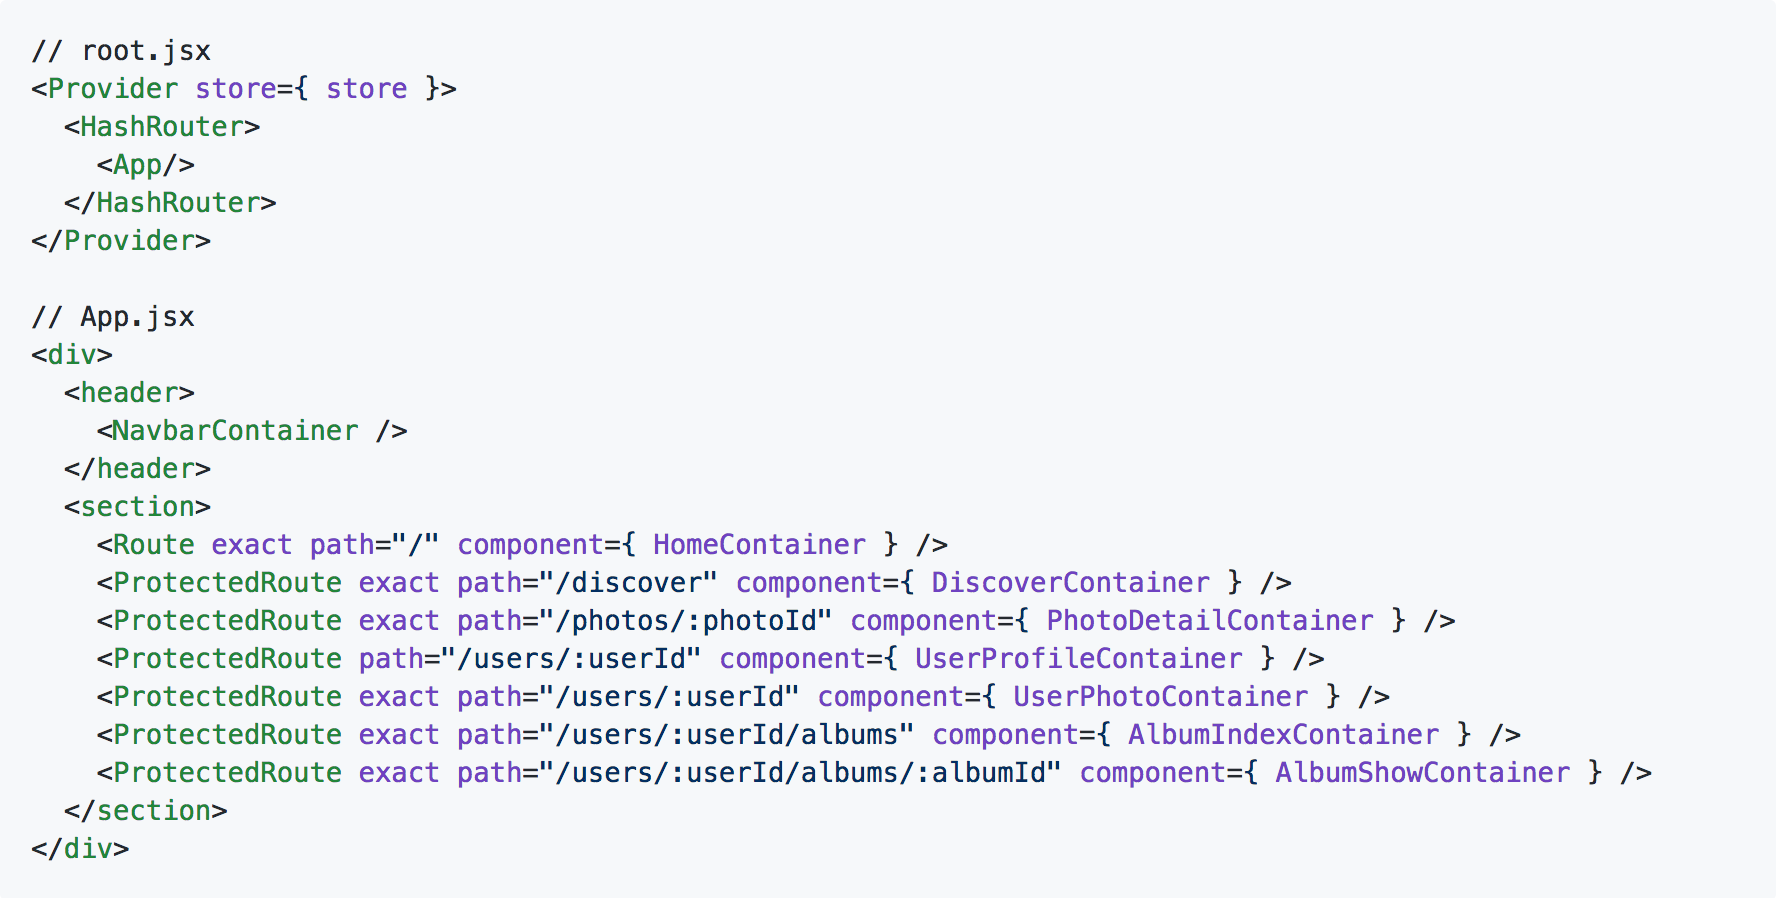 // root.jsx
<Provider store={ store }>
  <HashRouter>
    <App/>
  </HashRouter>
</Provider>

// App.jsx
<div>
  <header>
    <NavbarContainer />
  </header>
  <section>
    <Route exact path="/" component={ HomeContainer } />
    <ProtectedRoute exact path="/discover" component={ DiscoverContainer } />
    <ProtectedRoute exact path="/photos/:photoId" component={ PhotoDetailContainer } />
    <ProtectedRoute path="/users/:userId" component={ UserProfileContainer } />
    <ProtectedRoute exact path="/users/:userId" component={ UserPhotoContainer } />
    <ProtectedRoute exact path="/users/:userId/albums" component={ AlbumIndexContainer } />
    <ProtectedRoute exact path="/users/:userId/albums/:albumId" component={ AlbumShowContainer } />
  </section>
</div>